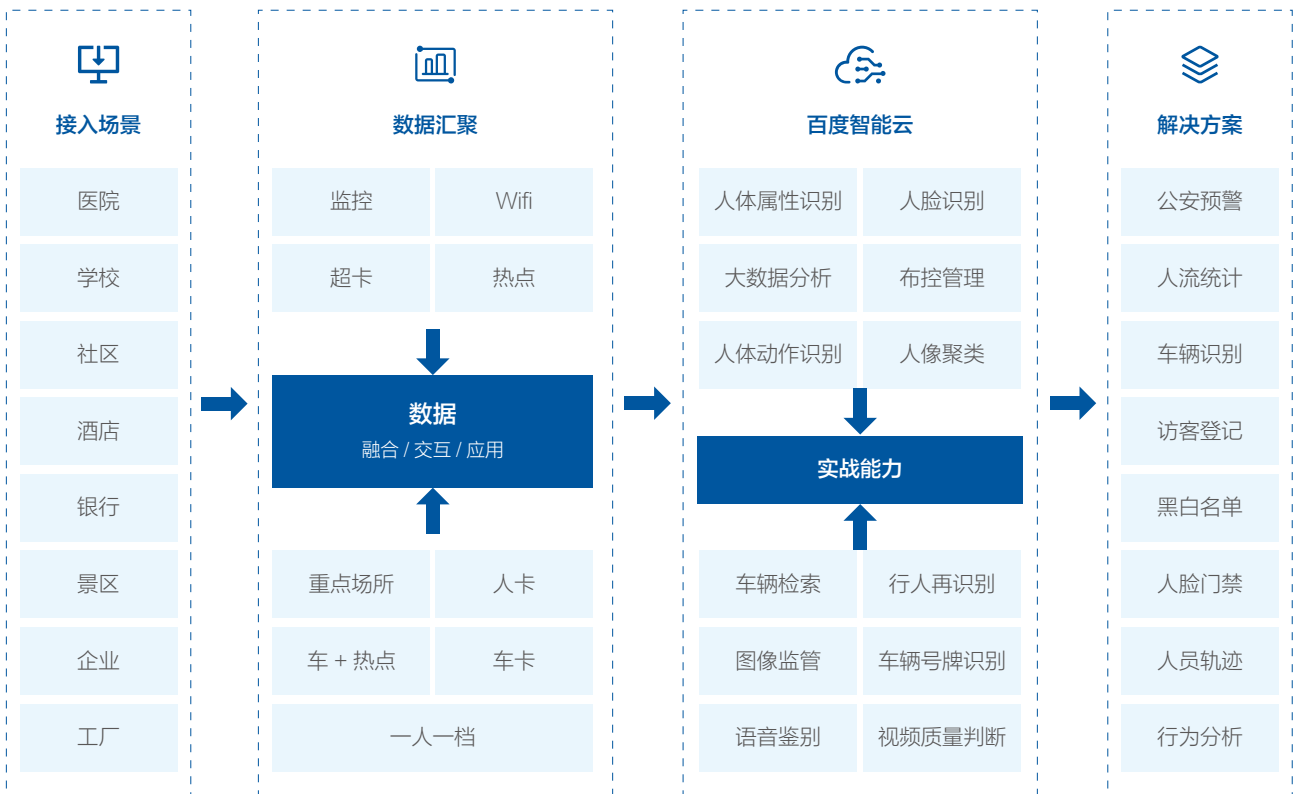 接入场景
医院
学校
社区
酒店
银行
景区
企业
工厂
数据汇聚
监控 Wifi
超卡 热点
数据
融合 / 交互 / 应用
重点场所 人卡
车 + 热点 车卡
一人一档
百度智能云
人体属性识别 人脸识别
大数据分析 布控管理
人体动作识别 人像聚类
实战能力
车辆检索 行人再识别
图像监管 车辆号牌识别
语音鉴别 视频质量判断
解决方案
公安预警
人流统计
车辆识别
访客登记
黑白名单
人脸门禁
人员轨迹
行为分析